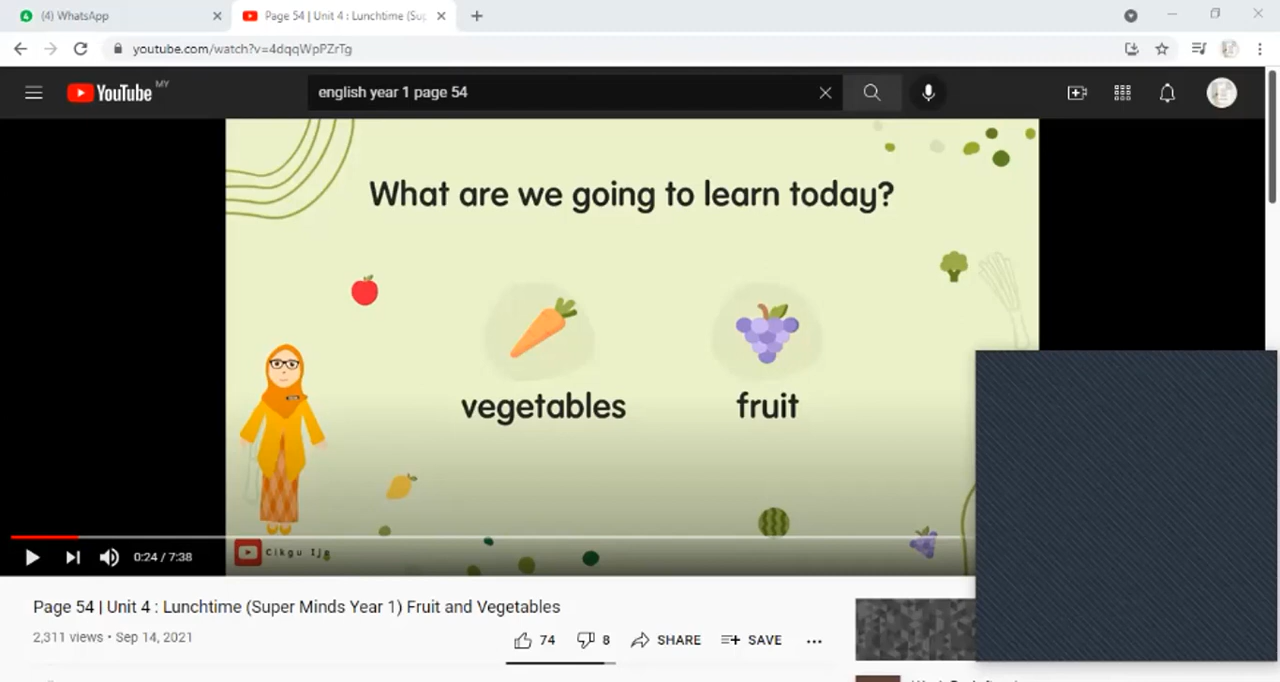 (4) WhatsApp
Page 54 | Unit 4 : Lunchtime (Su
youtube.com/watch?v=4dqqWpPZrTg
YouTube MY
english year 1 page 54
What are we going to learn today?
vegetables
fruit
0:24 / 7:38
Cikgu Ija
Page 54 | Unit 4 : Lunchtime (Super Minds Year 1) Fruit and Vegetables
2,311 views • Sep 14, 2021
74
8
SHARE
SAVE